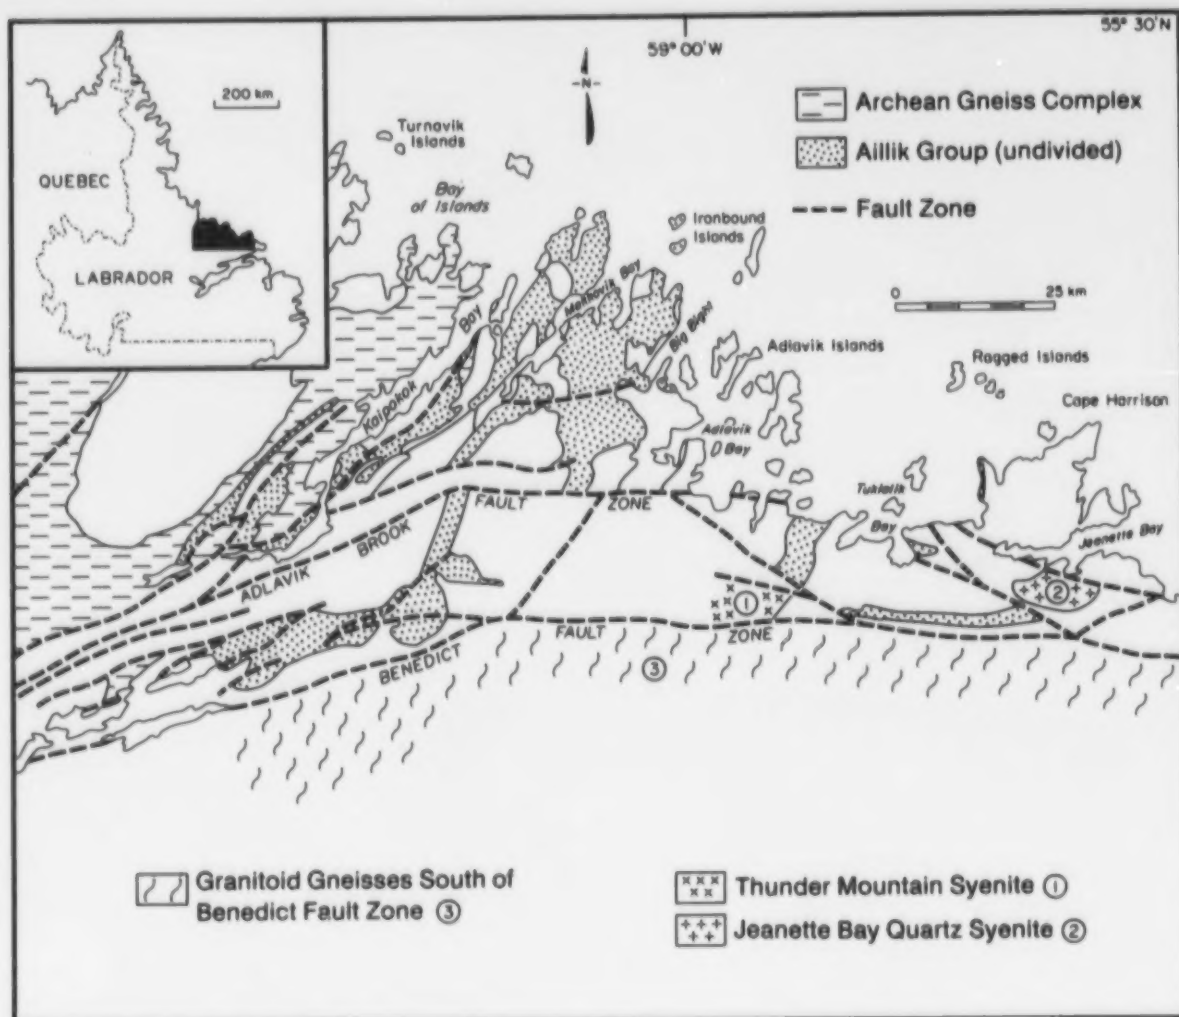 55° 30'N
59° 00'W
200 km
-N-
QUEBEC
LABRADOR
Archean Gneiss Complex
Aillik Group (undivided)
Fault Zone
0 25 km
Turnavik
Islands
Bay
of Islands
Ironbound
Islands
Makkovik Bay
Big Bight
Kaipokok
Bay
Adlavik Islands
Ragged Islands
Cape Harrison
Adlavik
Bay
Tuklalik
Bay
Jeanette Bay
ADLAVIK BROOK FAULT ZONE
BENEDICT FAULT ZONE
1
2
3
Granitoid Gneisses South of
Benedict Fault Zone ③
Thunder Mountain Syenite ①
Jeanette Bay Quartz Syenite ②